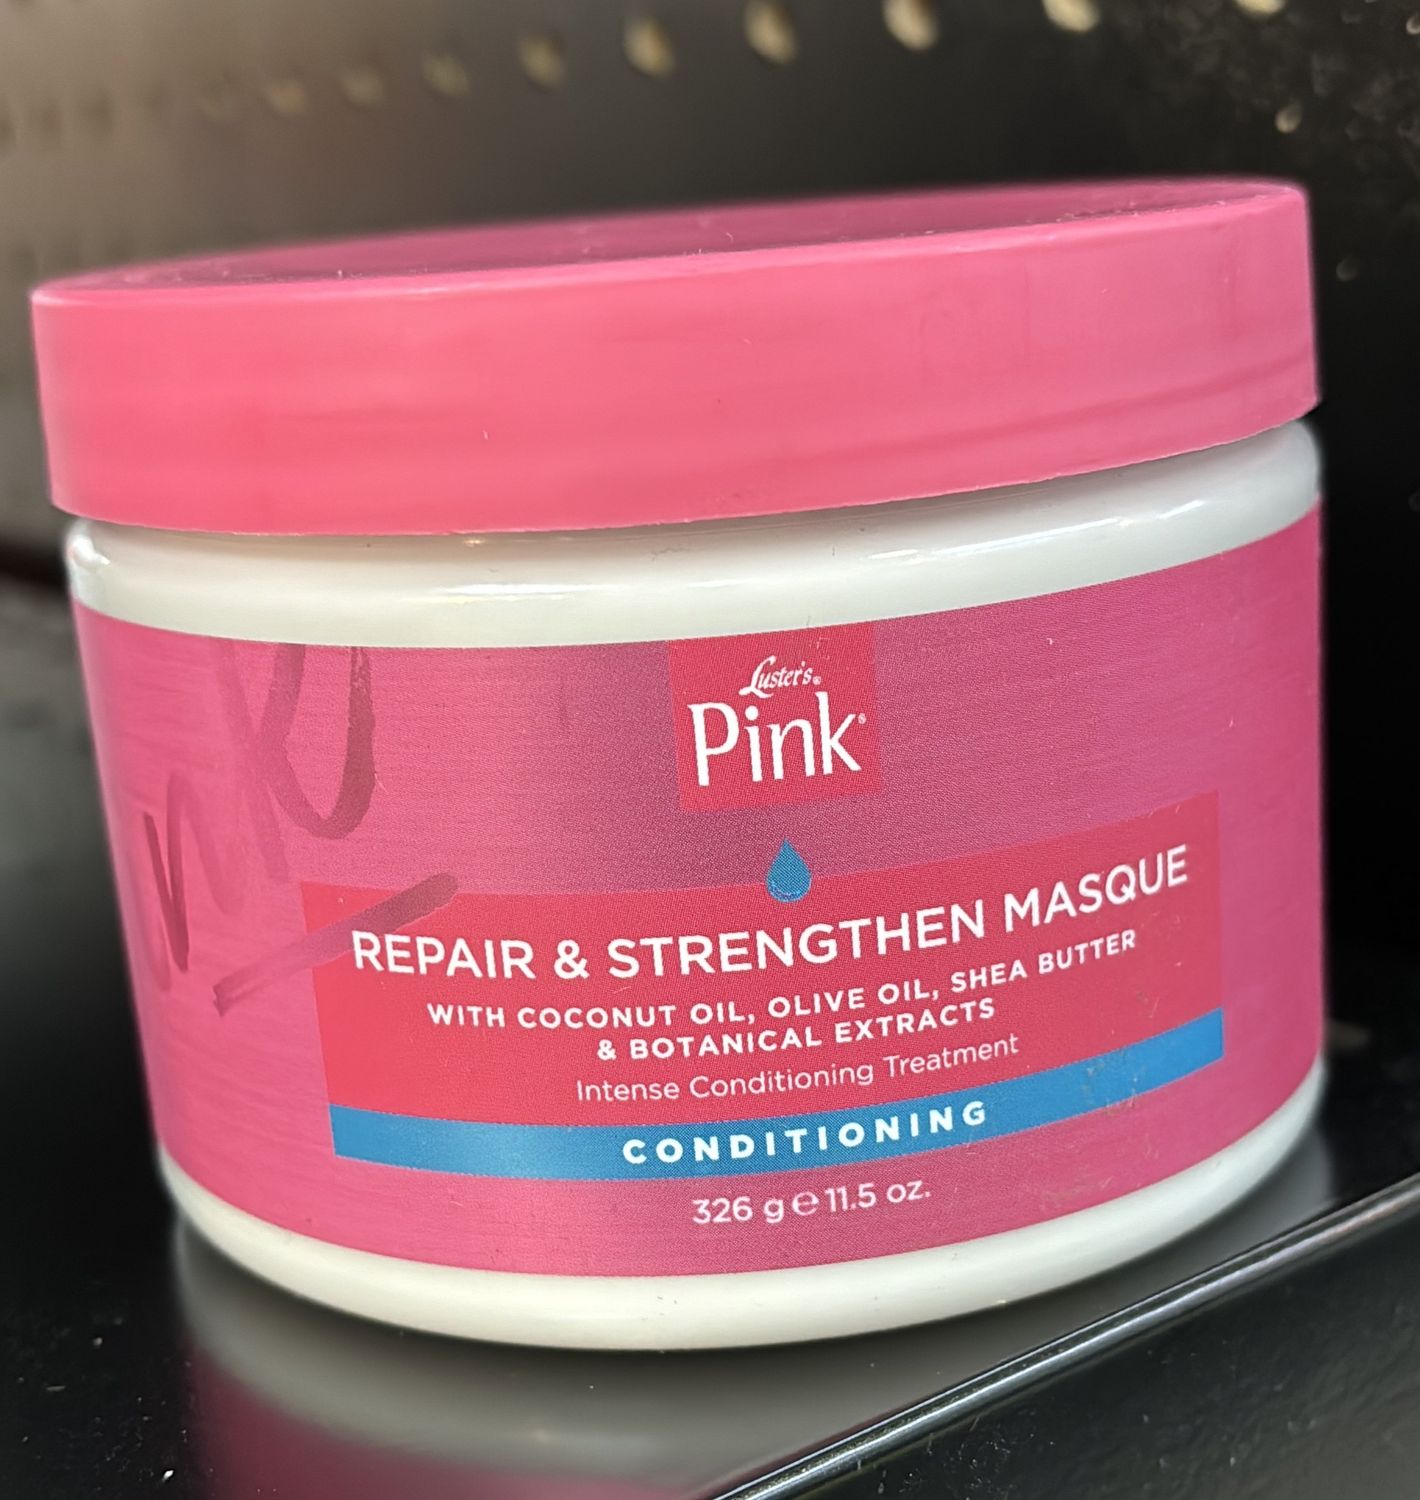 Luster's®
Pink®
REPAIR & STRENGTHEN MASQUE
WITH COCONUT OIL, OLIVE OIL, SHEA BUTTER
& BOTANICAL EXTRACTS
Intense Conditioning Treatment
CONDITIONING
326 g ℮ 11.5 oz.